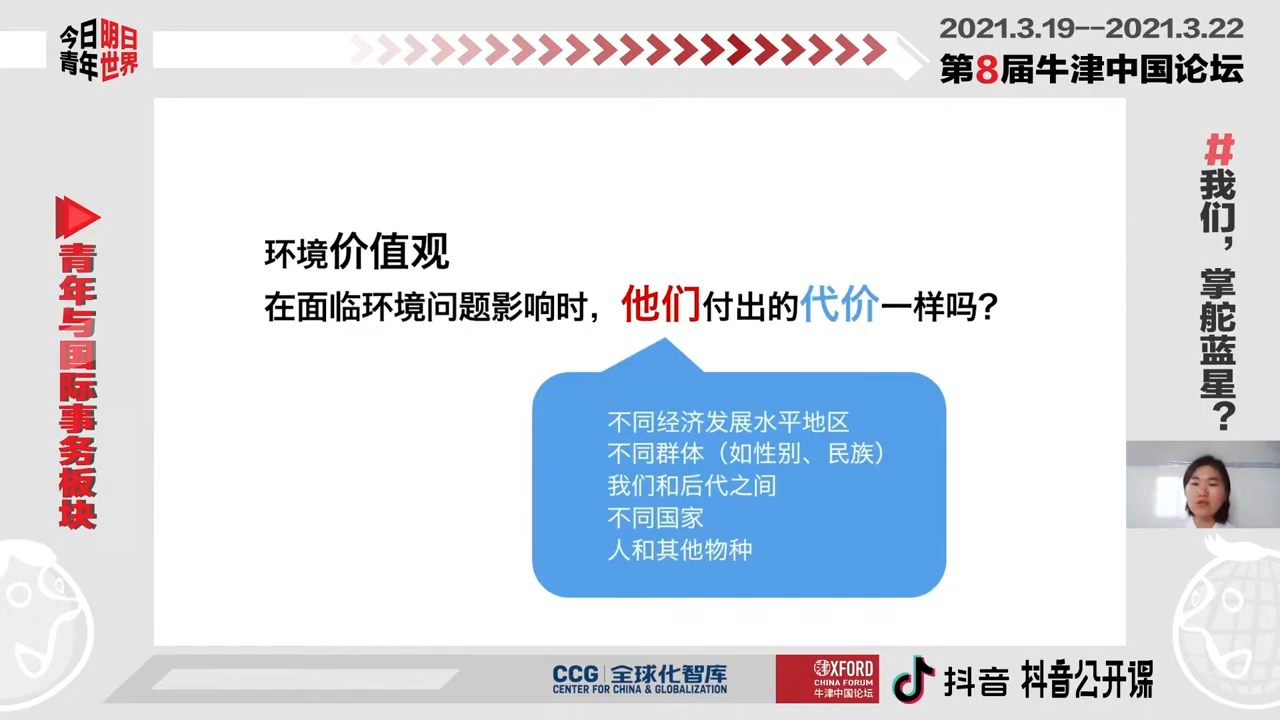 今日明日
青年世界
2021.3.19--2021.3.22
第8届牛津中国论坛
#我们，掌舵蓝星？
青年与国际事务板块
环境价值观
在面临环境问题影响时，他们付出的代价一样吗？
不同经济发展水平地区
不同群体（如性别、民族）
我们和后代之间
不同国家
人和其他物种
CCG 全球化智库
CENTER FOR CHINA & GLOBALIZATION
OXFORD
CHINA FORUM
牛津中国论坛
抖音 抖音公开课